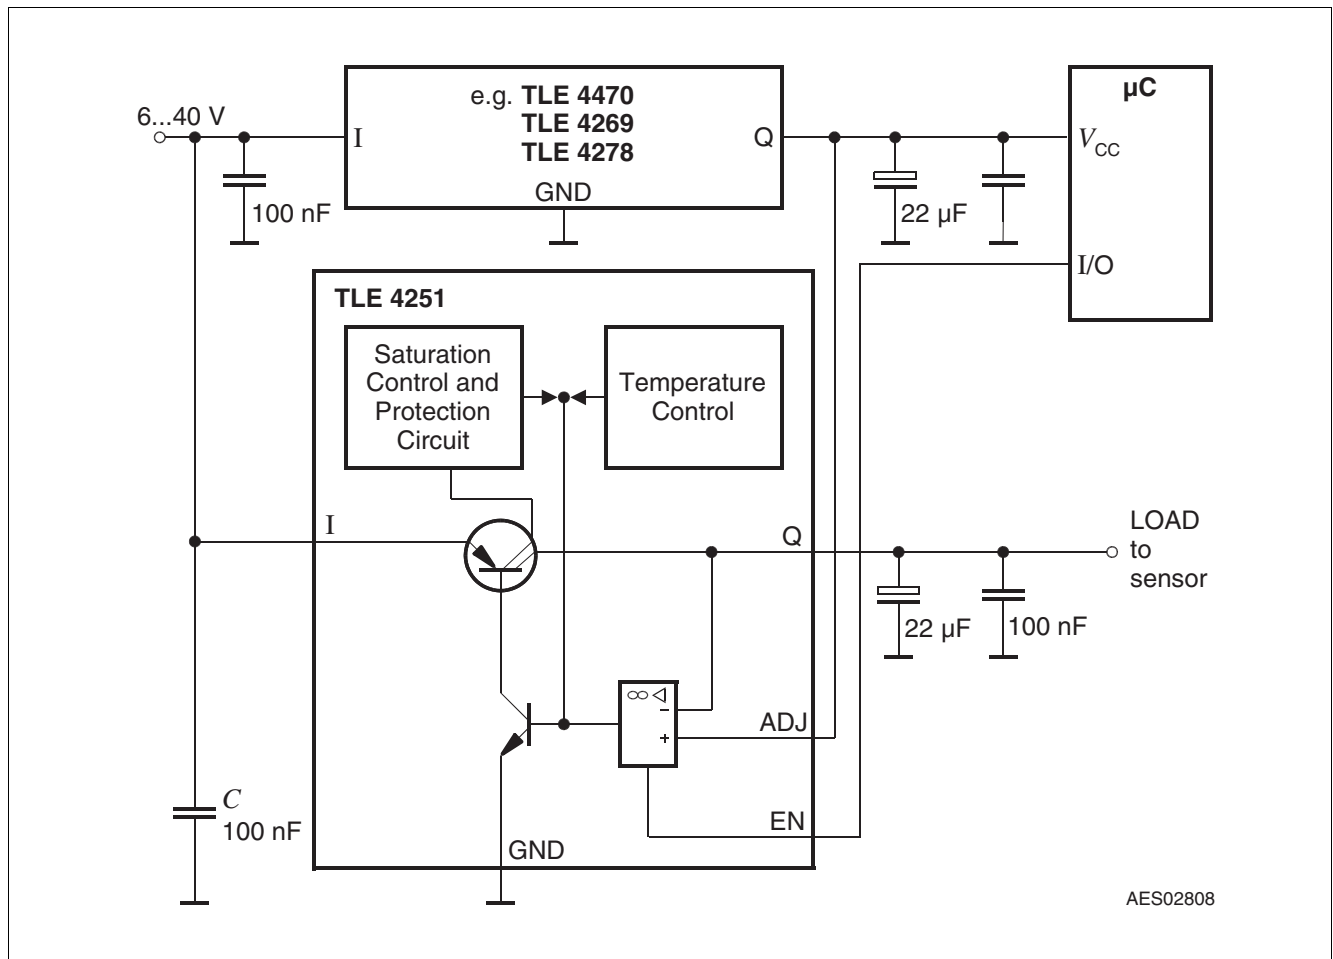 6...40 V
I
e.g. TLE 4470
TLE 4269
TLE 4278
Q
GND
µC
V CC
I/O
100 nF
22 µF
TLE 4251
Saturation
Control and
Protection
Circuit
Temperature
Control
I
Q
LOAD
to
sensor
22 µF
100 nF
∞ ◁
−
+
ADJ
EN
GND
C
100 nF
AES02808